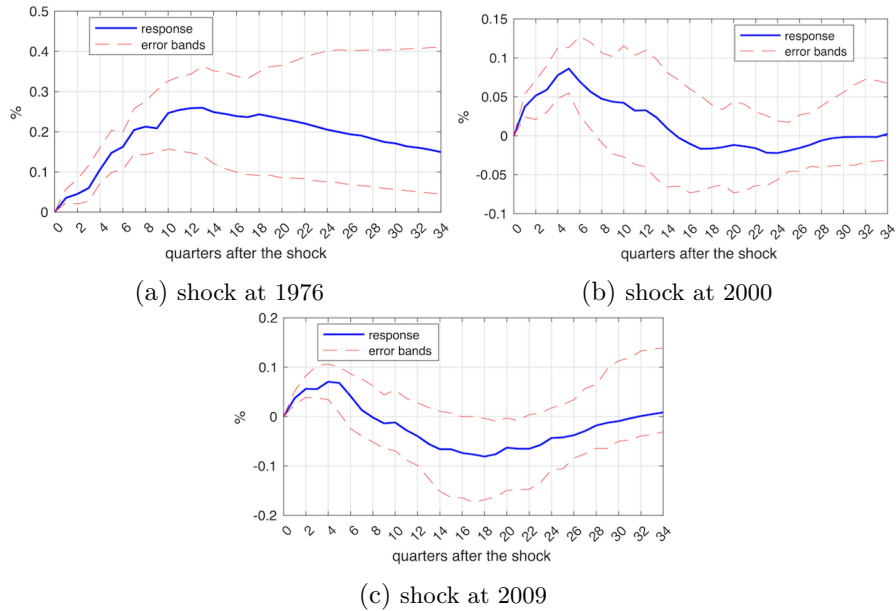 response
error bands
%
0.5
0.4
0.3
0.2
0.1
0
0 2 4 6 8 10 12 14 16 18 20 22 24 26 28 30 32 34
quarters after the shock
(a) shock at 1976
response
error bands
%
0.15
0.1
0.05
0
-0.05
-0.1
0 2 4 6 8 10 12 14 16 18 20 22 24 26 28 30 32 34
quarters after the shock
(b) shock at 2000
response
error bands
%
0.2
0.1
0
-0.1
-0.2
0 2 4 6 8 10 12 14 16 18 20 22 24 26 28 30 32 34
quarters after the shock
(c) shock at 2009